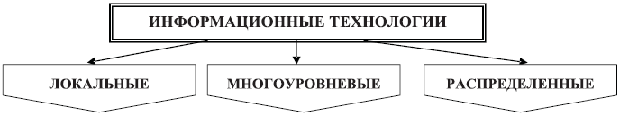 ИНФОРМАЦИОННЫЕ ТЕХНОЛОГИИ
ЛОКАЛЬНЫЕ
МНОГОУРОВНЕВЫЕ
РАСПРЕДЕЛЕННЫЕ